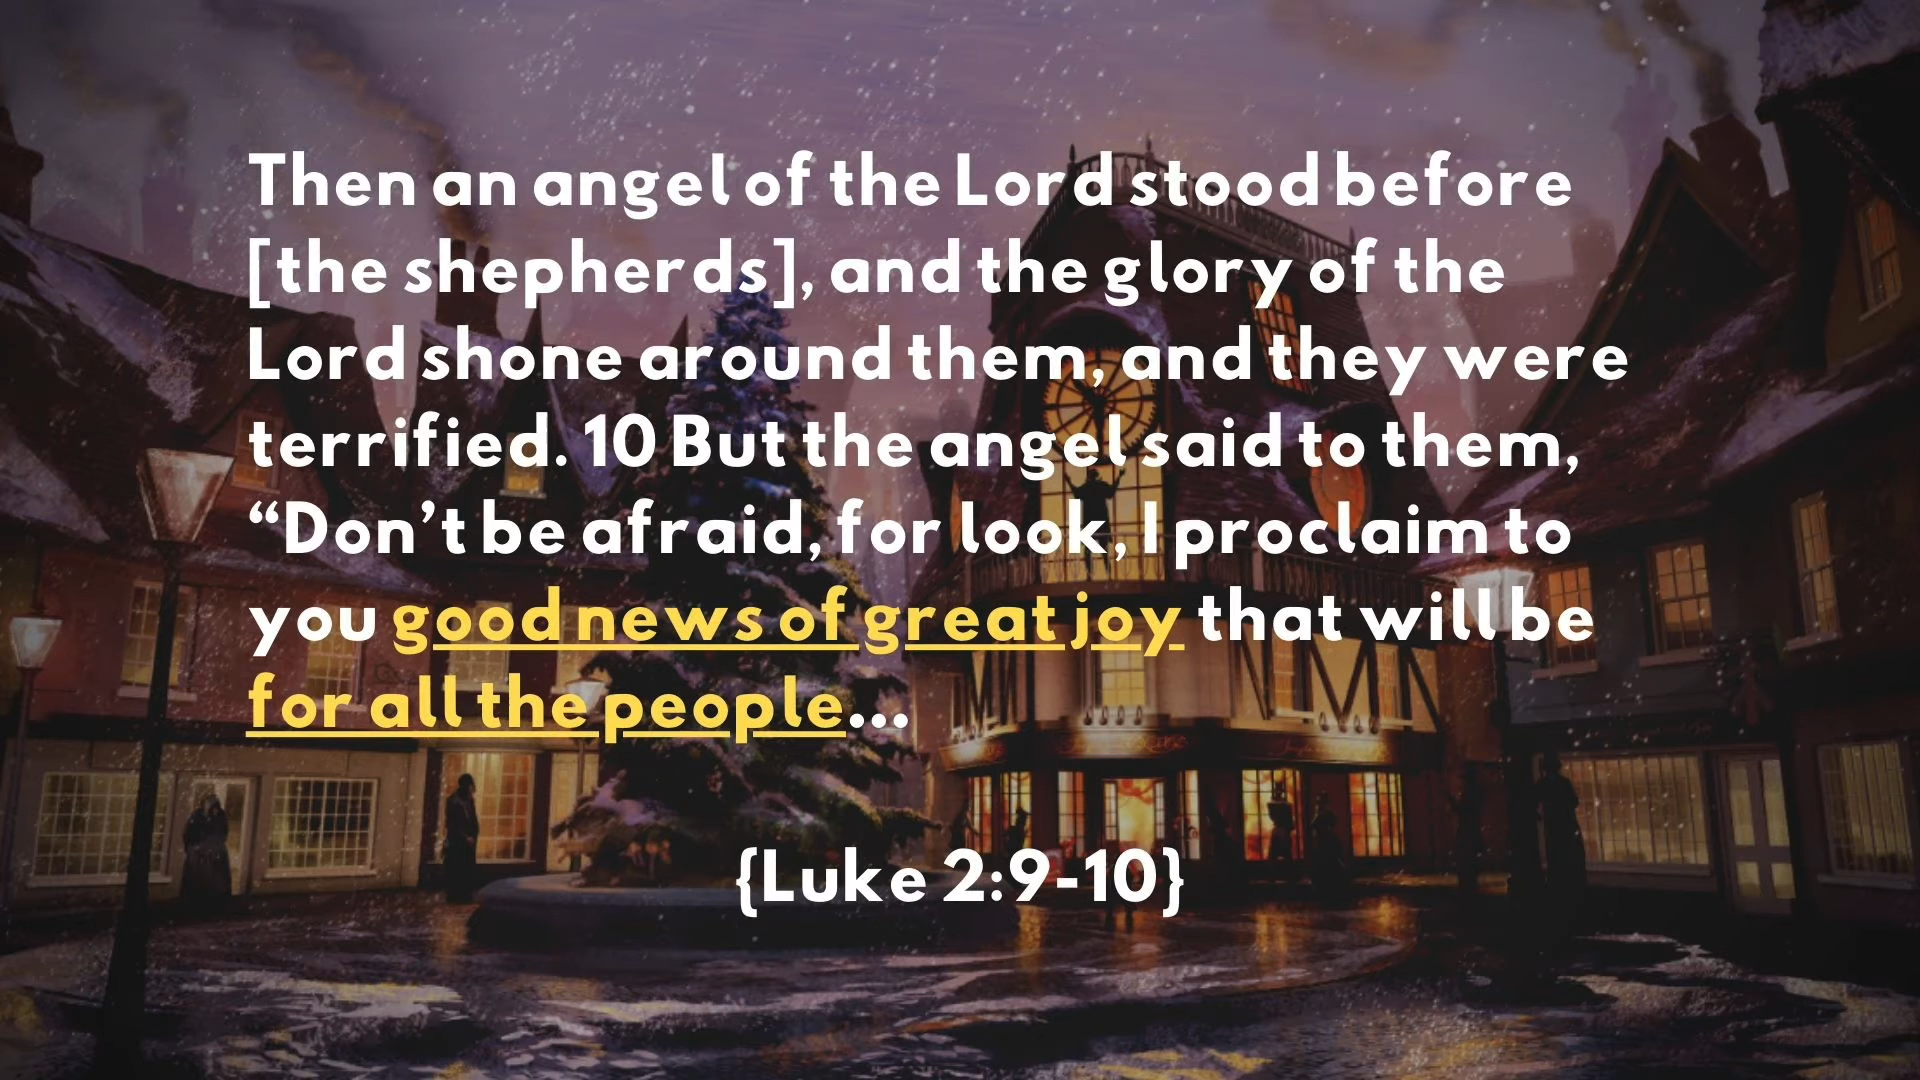 Then an angel of the Lord stood before
[the shepherds], and the glory of the
Lord shone around them, and they were
terrified. 10 But the angel said to them,
“Don’t be afraid, for look, I proclaim to
you good news of great joy that will be
for all the people...
{Luke 2:9-10}